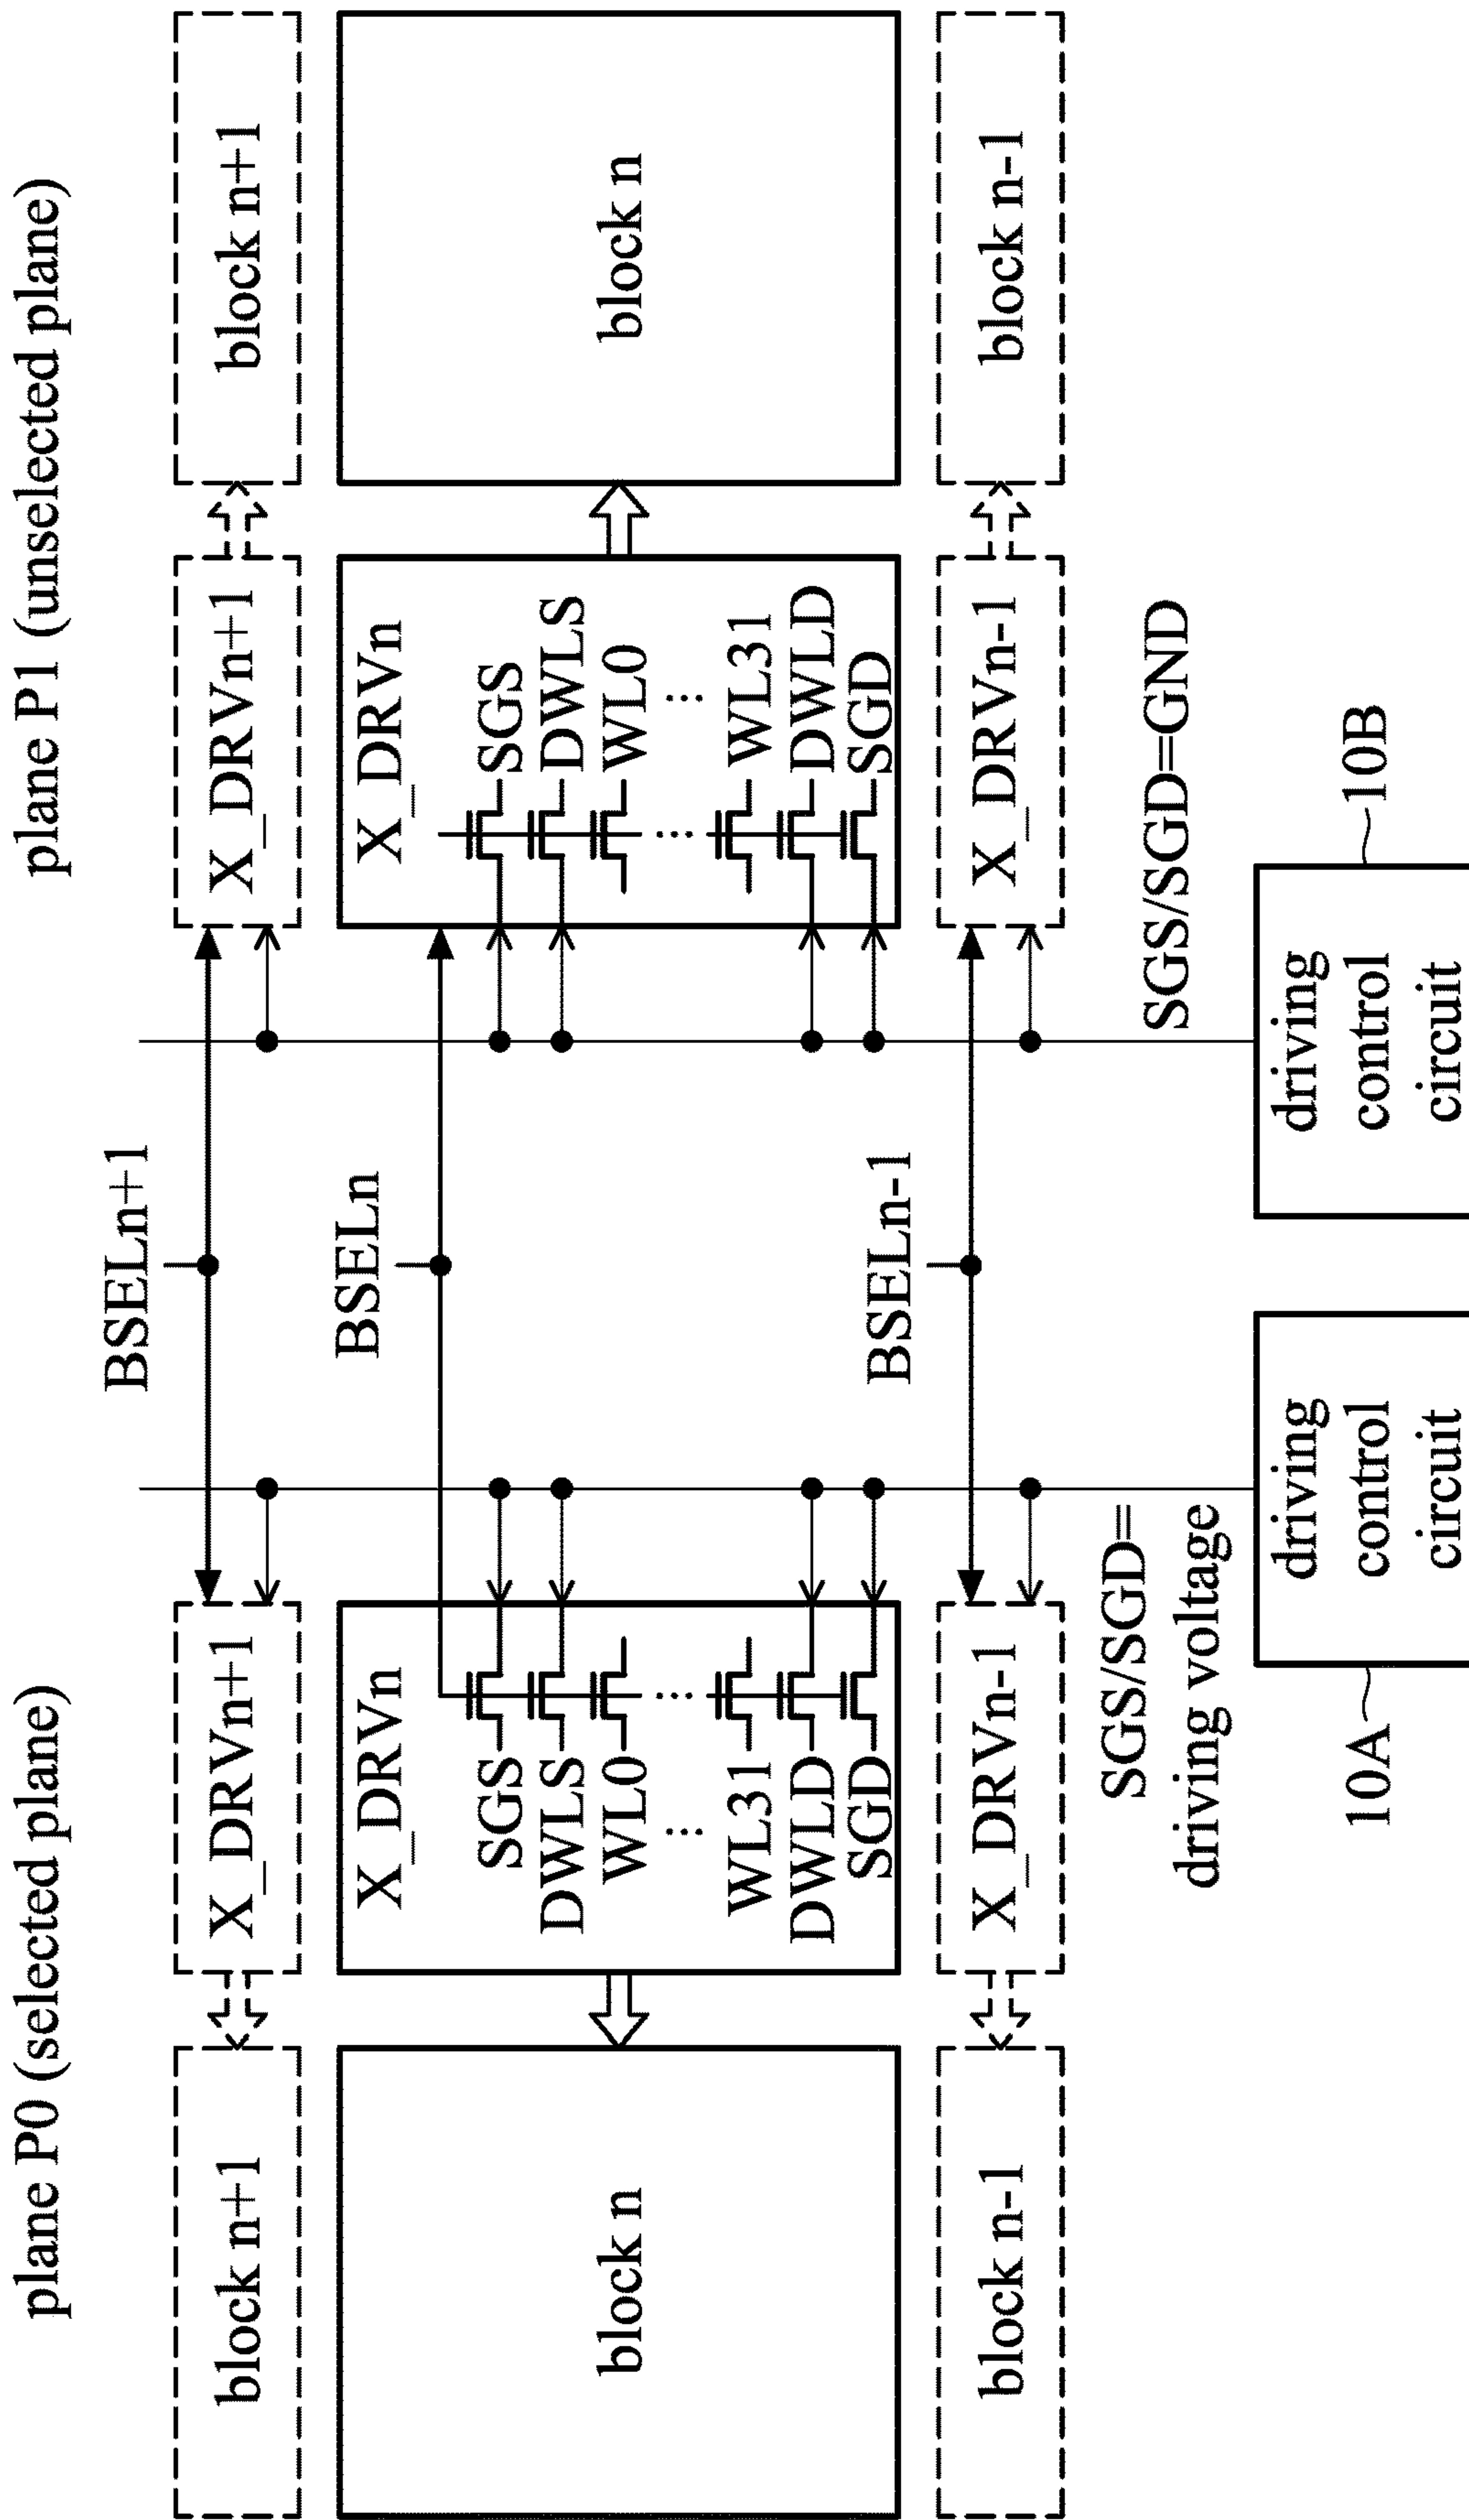 plane P0 (selected plane)
plane P1 (unselected plane)
BSELn+1
block n+1
X_DRVn+1
X_DRVn+1
block n+1
BSELn
block n
X_DRVn
SGS
DWLS
WL0
...
WL31
DWLD
SGD
X_DRVn
SGS
DWLS
WL0
...
WL31
DWLD
SGD
block n
BSELn-1
block n-1
X_DRVn-1
X_DRVn-1
block n-1
SGS/SGD=
driving voltage
SGS/SGD=GND
10A
driving
control
circuit
driving
control
circuit
10B